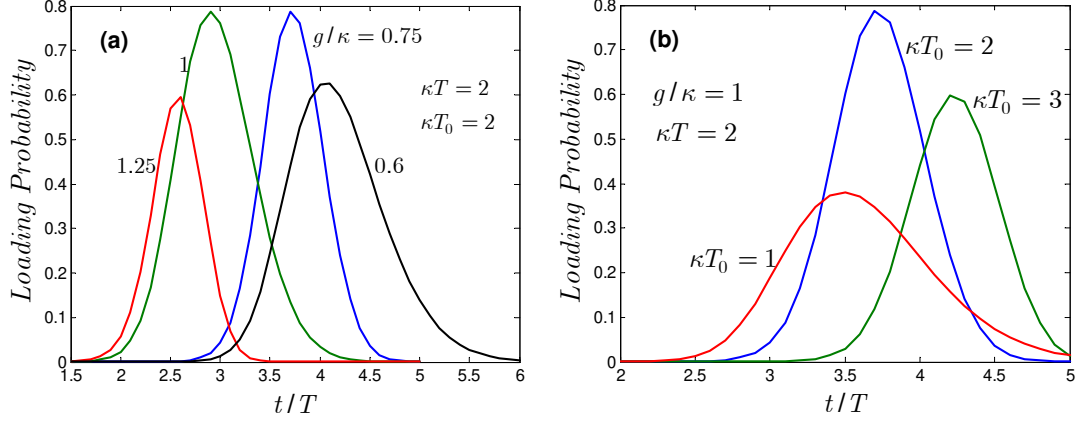 (a)
g/κ = 0.75
1
κT = 2
κT₀ = 2
1.25
0.6
Loading Probability
0.8
0.7
0.6
0.5
0.4
0.3
0.2
0.1
0
1.5 2 2.5 3 3.5 4 4.5 5 5.5 6
t/T
(b)
κT₀ = 2
g/κ = 1
κT₀ = 3
κT = 2
κT₀ = 1
Loading Probability
0.8
0.7
0.6
0.5
0.4
0.3
0.2
0.1
0
2 2.5 3 3.5 4 4.5 5
t/T